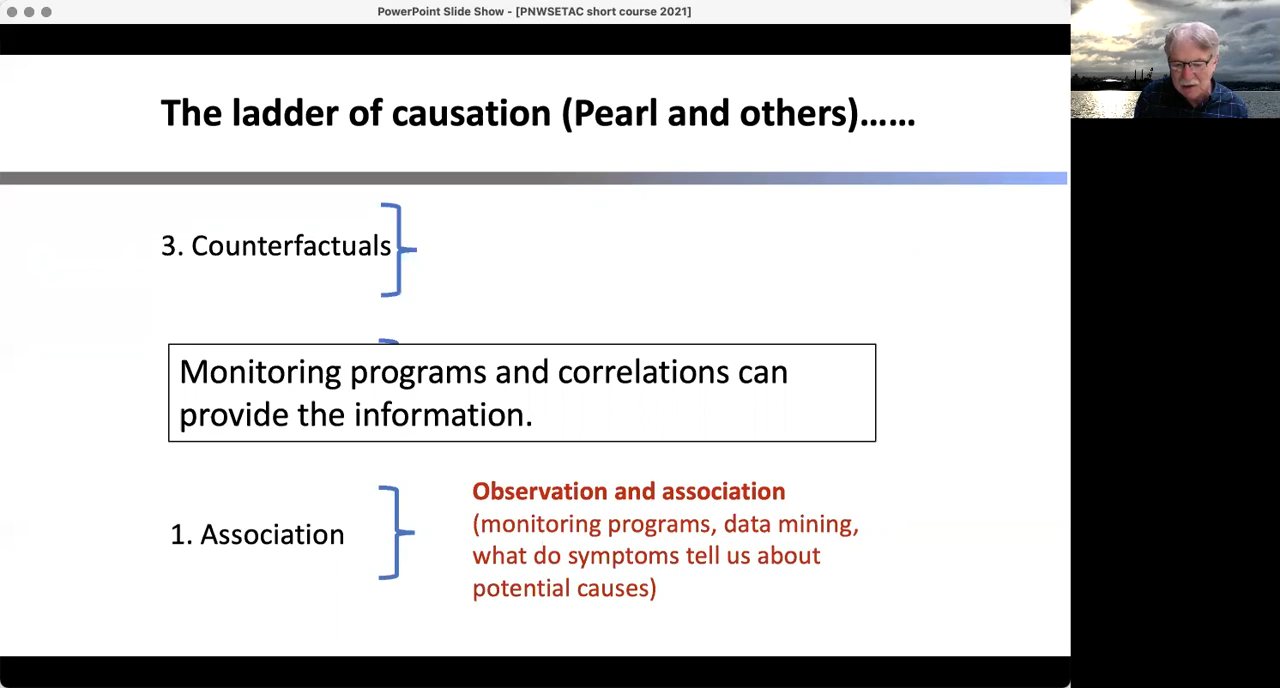 PowerPoint Slide Show - [PNWSETAC short course 2021]
The ladder of causation (Pearl and others)……
3. Counterfactuals
Monitoring programs and correlations can
provide the information.
1. Association
Observation and association
(monitoring programs, data mining,
what do symptoms tell us about
potential causes)